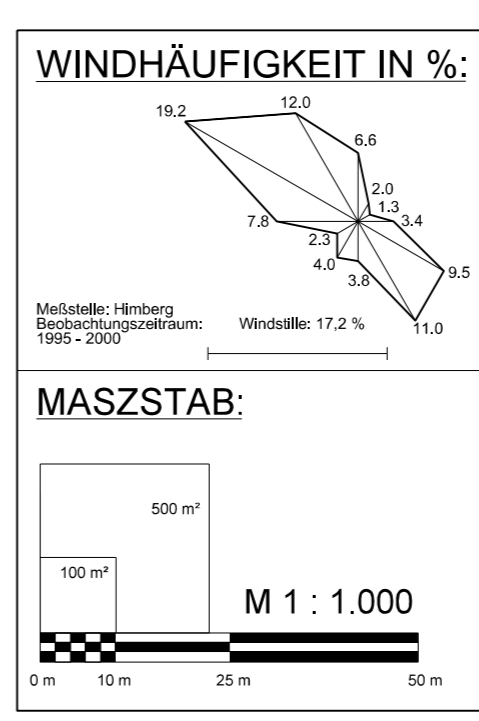 WINDHÄUFIGKEIT IN %:
12.0
19.2
6.6
2.0
1.3
3.4
7.8
2.3
4.0
3.8
9.5
11.0
Meßstelle: Himberg
Beobachtungszeitraum:
1995 - 2000
Windstille: 17,2 %
MASZSTAB:
500 m²
100 m²
M 1 : 1.000
0 m 10 m 25 m 50 m